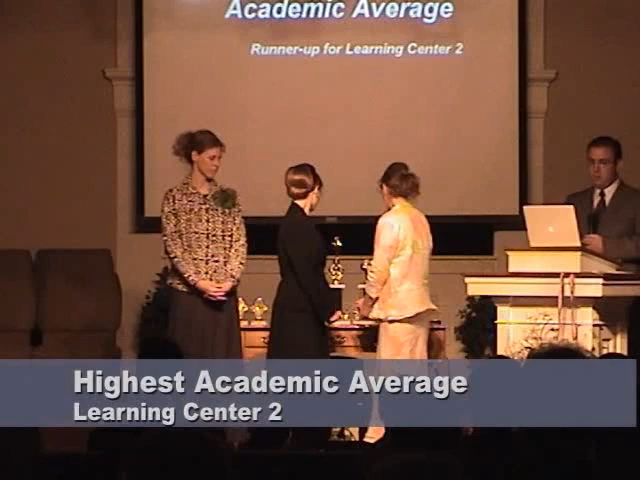 Academic Average
Runner-up for Learning Center 2
Highest Academic Average
Learning Center 2